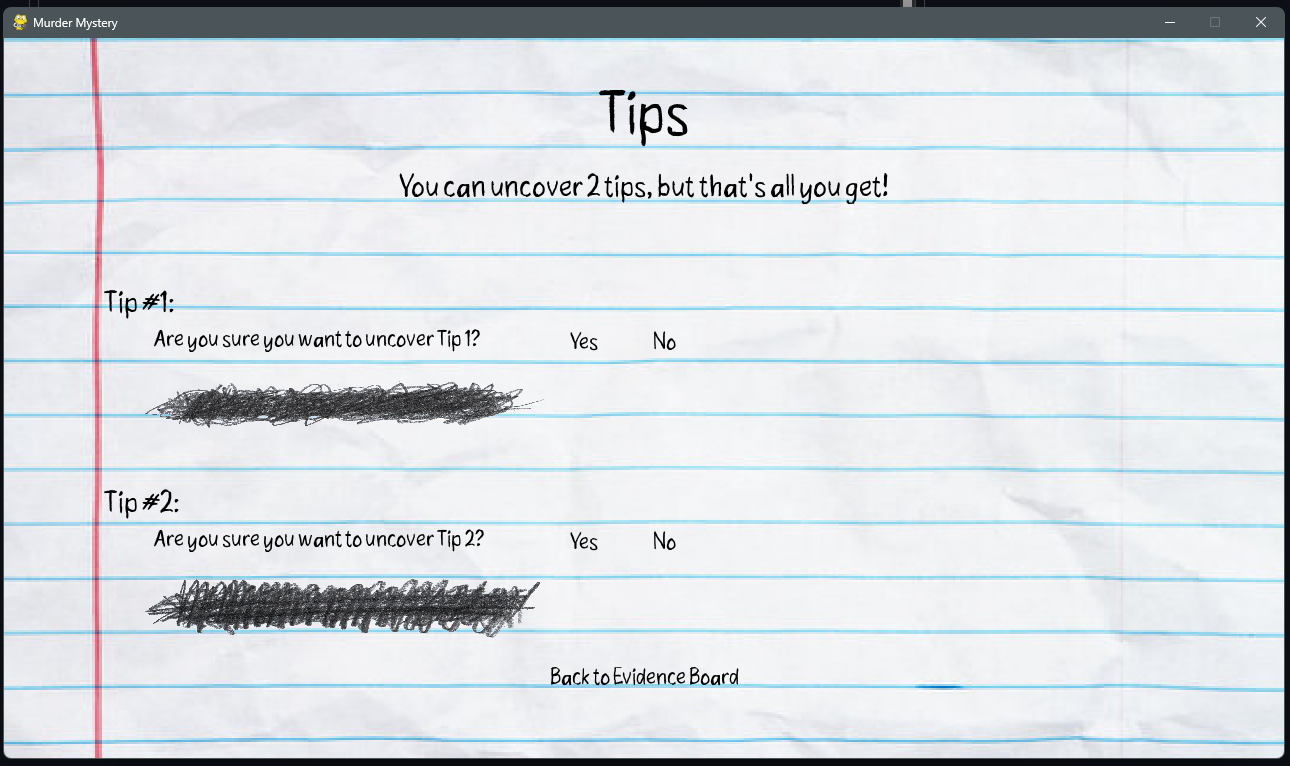 Murder Mystery
Tips
You can uncover 2 tips, but that's all you get!
Tip #1:
Are you sure you want to uncover Tip 1? Yes No
Tip #2:
Are you sure you want to uncover Tip 2? Yes No
Back to Evidence Board